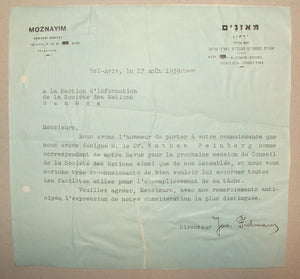 MOZNAYIM
מאזנים
ירחון
PALESTINA
Tel-Aviv, le 17 août 1939
A la Section d'Information
de la Société des Nations
Genève
Messieurs,
Nous avons l'honneur de porter à votre connaissance
que nous avons désigné M. le Dr. Nathan Feinberg comme
correspondant de notre Revue pour la prochaine session du Conseil
de la Société des Nations ainsi que de son Assemblée, et nous vous
serions très reconnaissants de bien vouloir lui accorder toutes
les facilités utiles pour l'accomplissement de sa tâche.
Veuillez agréer, Messieurs, avec nos remerciements anti-
cipés, l'expression de notre considération la plus distinguée.
Directeur